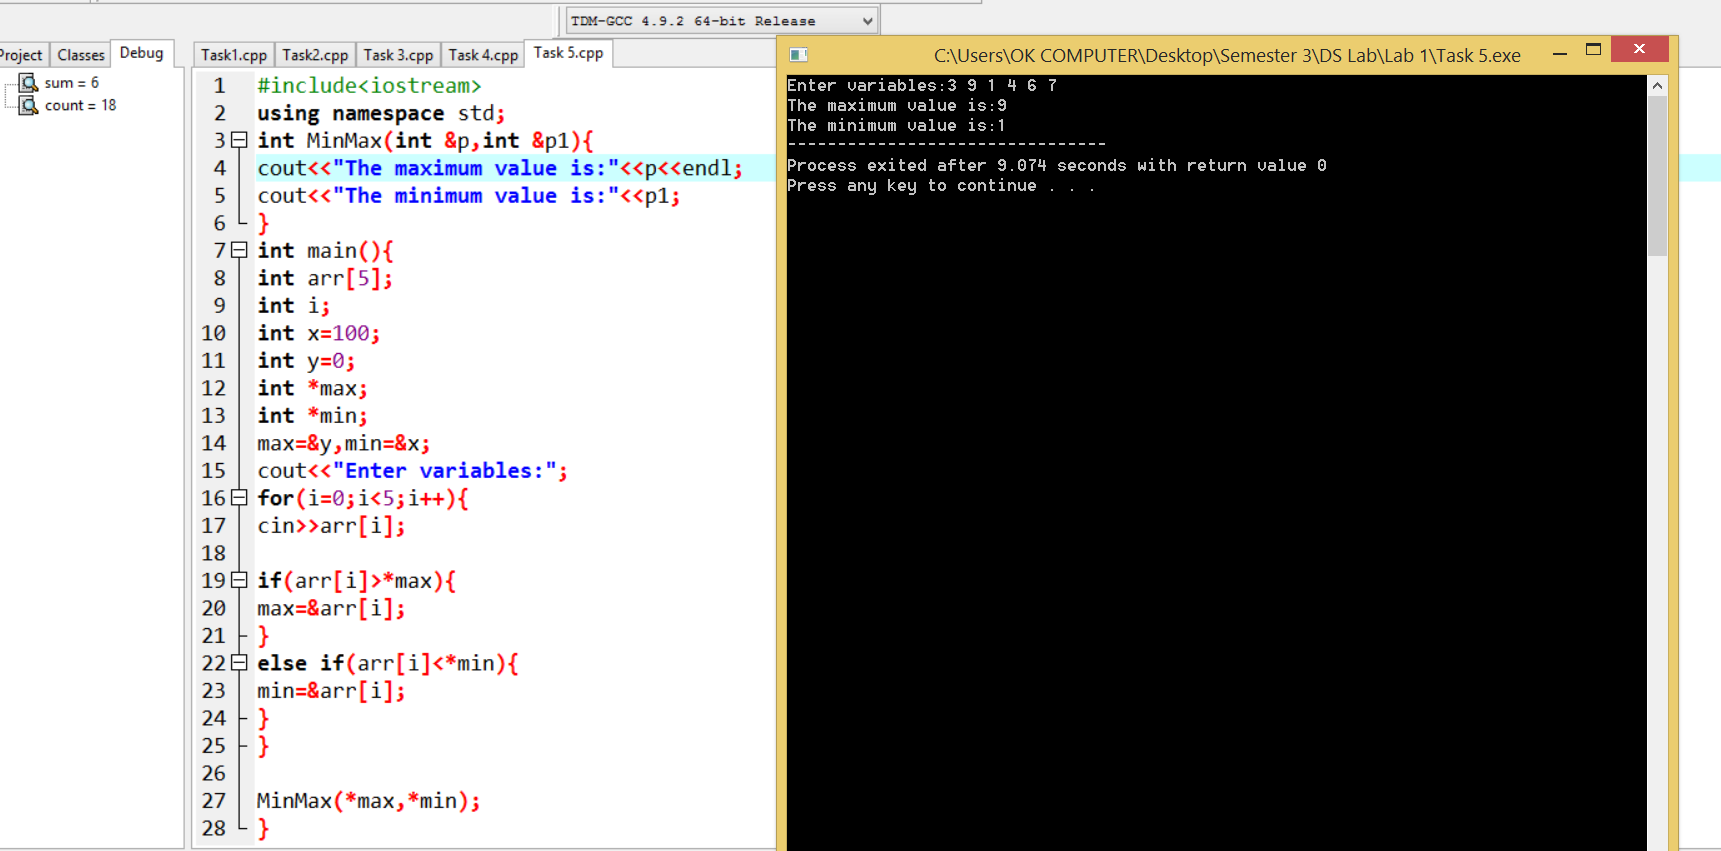 TDM-GCC 4.9.2 64-bit Release
Project Classes Debug
Task1.cpp Task2.cpp Task 3.cpp Task 4.cpp Task 5.cpp
sum = 6
count = 18
1 #include<iostream>
2 using namespace std;
3 int MinMax(int &p,int &p1){
4 cout<<"The maximum value is:"<<p<<endl;
5 cout<<"The minimum value is:"<<p1;
6 }
7 int main(){
8 int arr[5];
9 int i;
10 int x=100;
11 int y=0;
12 int *max;
13 int *min;
14 max=&y,min=&x;
15 cout<<"Enter variables:";
16 for(i=0;i<5;i++){
17 cin>>arr[i];
18
19 if(arr[i]>*max){
20 max=&arr[i];
21 }
22 else if(arr[i]<*min){
23 min=&arr[i];
24 }
25 }
26
27 MinMax(*max,*min);
28 }
C:\Users\OK COMPUTER\Desktop\Semester 3\DS Lab\Lab 1\Task 5.exe
Enter variables:3 9 1 4 6 7
The maximum value is:9
The minimum value is:1
--------------------------------
Process exited after 9.074 seconds with return value 0
Press any key to continue . . .